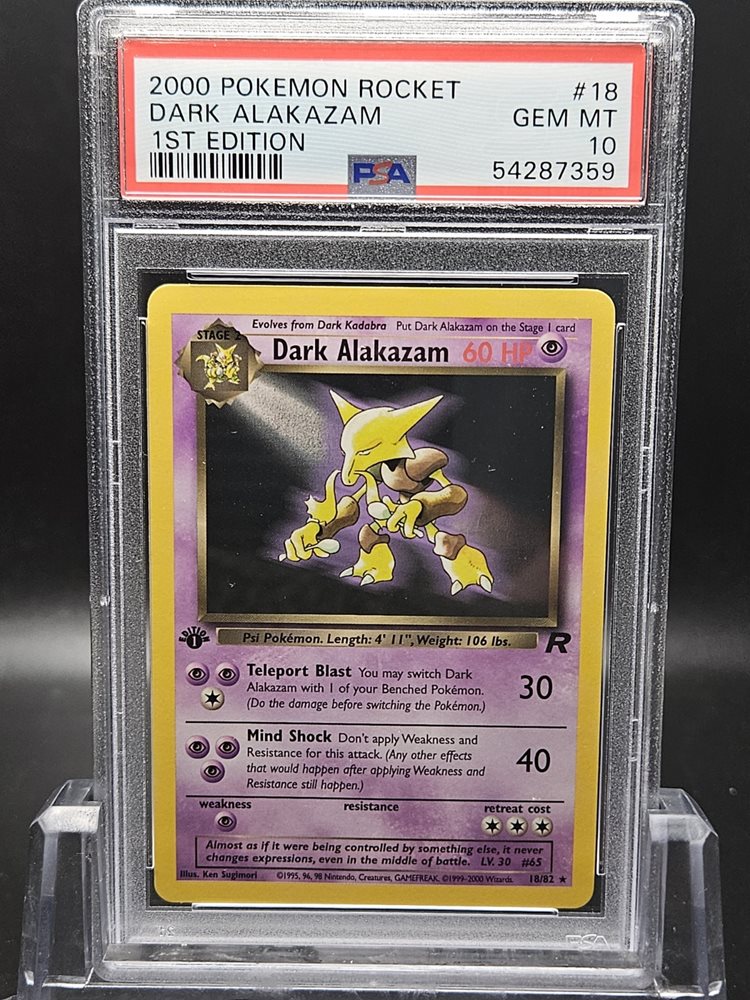 2000 POKEMON ROCKET #18
DARK ALAKAZAM GEM MT
1ST EDITION 10
PSA 54287359
Evolves from Dark Kadabra Put Dark Alakazam on the Stage 1 card
STAGE 2
Dark Alakazam 60 HP
EDITION 1
Psi Pokémon. Length: 4' 11", Weight: 106 lbs.
R
Teleport Blast You may switch Dark
Alakazam with 1 of your Benched Pokémon.
(Do the damage before switching the Pokémon.)
30
Mind Shock Don't apply Weakness and
Resistance for this attack. (Any other effects
that would happen after applying Weakness and
Resistance still happen.)
40
weakness resistance retreat cost
Almost as if it were being controlled by something else, it never
changes expressions, even in the middle of battle. LV. 30 #65
Illus. Ken Sugimori ©1995, 96, 98 Nintendo, Creatures, GAMEFREAK. ©1999-2000 Wizards. 18/82 ★
PSA